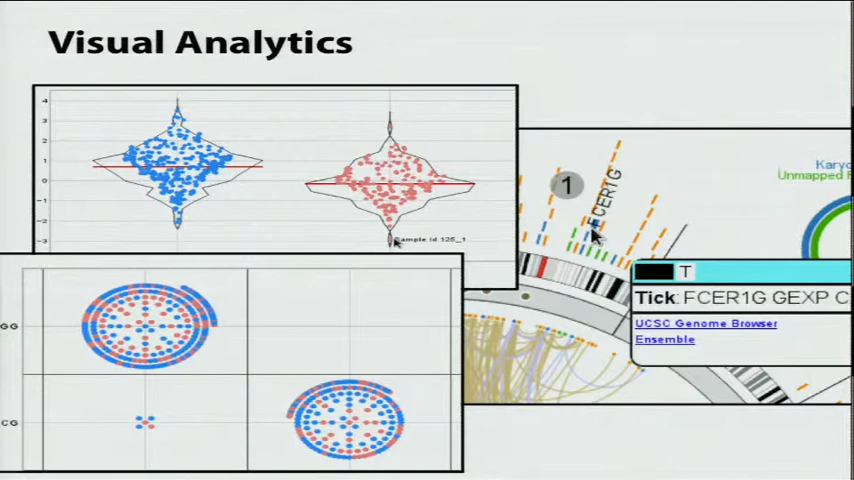 Visual Analytics
4
3
2
1
0
-1
-2
-3
Sample Id 125_1
GG
CG
1
FCER1G
Karyo
Unmapped
T
Tick: FCER1G GEXP C
UCSC Genome Browser
Ensemble